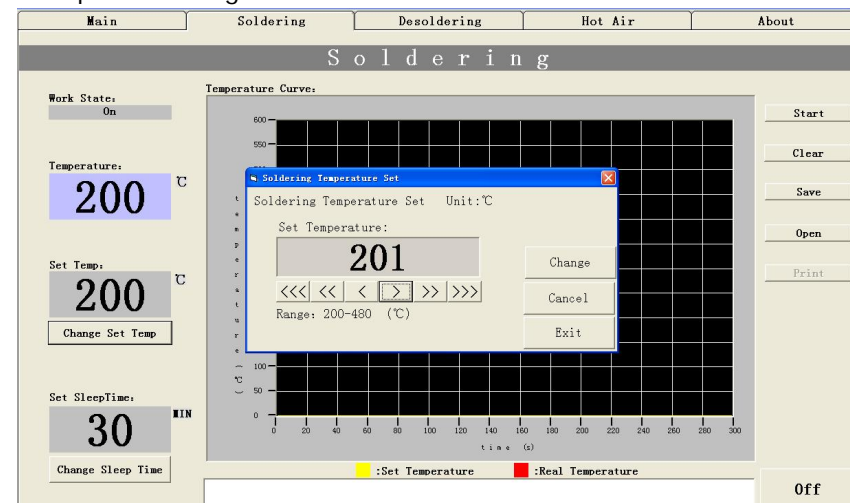 Main
Soldering
Desoldering
Hot Air
About
Soldering
Work State:
On
Temperature:
200 ℃
Set Temp:
200 ℃
Change Set Temp
Set SleepTime:
30 MIN
Change Sleep Time
Temperature Curve:
600
550
Soldering Temperature Set
Soldering Temperature Set Unit:℃
Set Temperature:
201
<<< << < > >> >>>
Range: 200-480 (℃)
Change
Cancel
Exit
100
50
0
0 20 40 60 80 100 120 140 160 180 200 220 240 260 280 300
time (s)
:Set Temperature
:Real Temperature
Start
Clear
Save
Open
Print
Off